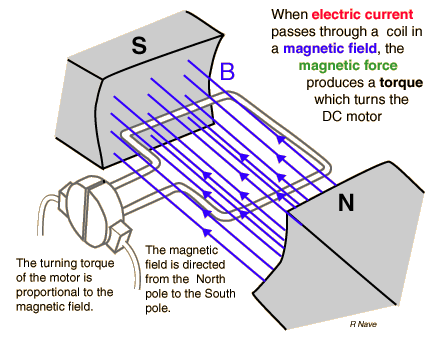 When electric current
passes through a coil in
a magnetic field, the
magnetic force
produces a torque
which turns the
DC motor
S
B
N
The turning torque
of the motor is
proportional to the
magnetic field.
The magnetic
field is directed
from the North
pole to the South
pole.
R Nave